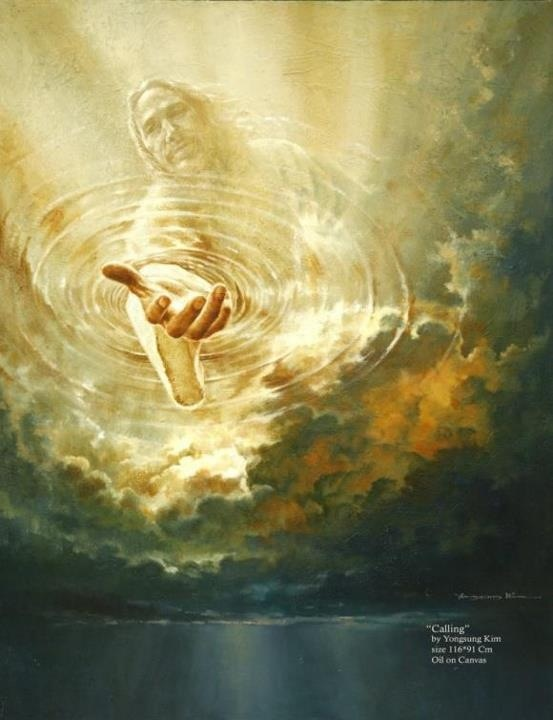 “Calling”
by Yongsung Kim
size 116*91 Cm
Oil on Canvas